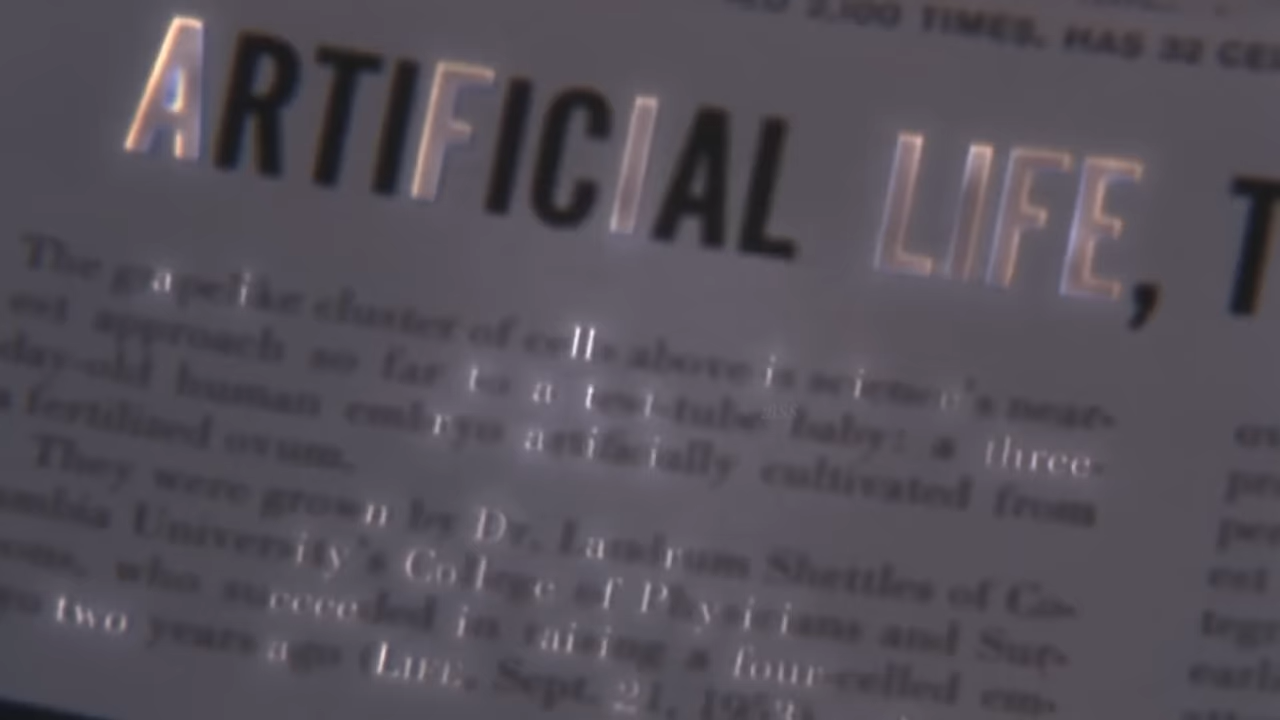 2,100 TIMES. HAS 32
ARTIFICIAL LIFE, T
The grapelike cluster of cells above is science's near-
est approach so far to a test-tube baby: a three-
day-old human embryo artificially cultivated from
a fertilized ovum.
They were grown by Dr. Landrum Shettles of Co-
University's College of Physicians and Sur-
who succeeded in raising a four-celled em-
two years ago (LIFE, Sept. 21, 1953)